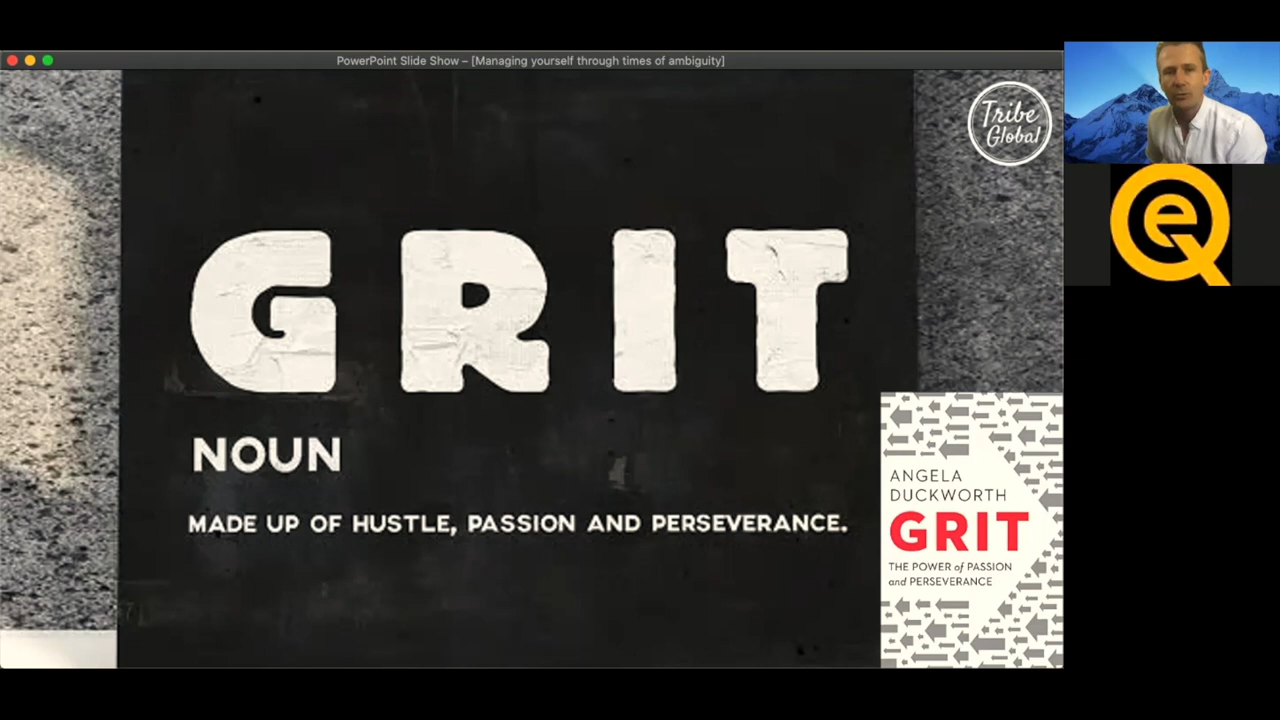 PowerPoint Slide Show – [Managing yourself through times of ambiguity]
Tribe
Global
GRIT
NOUN
MADE UP OF HUSTLE, PASSION AND PERSEVERANCE.
ANGELA
DUCKWORTH
GRIT
THE POWER of PASSION
and PERSEVERANCE
eQ